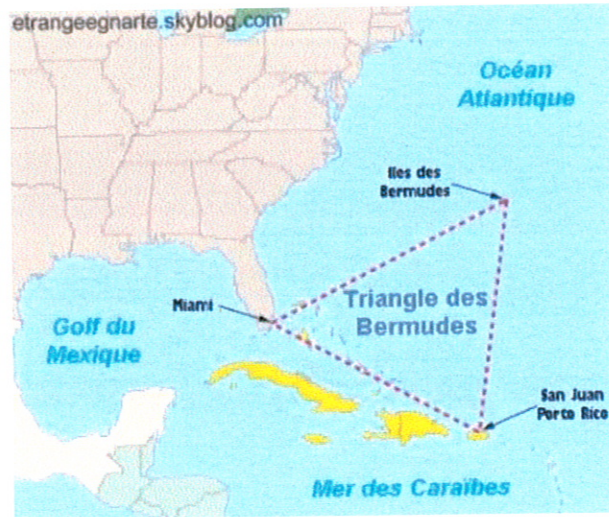 etrangeegnarte.skyblog.com
Océan
Atlantique
Iles des
Bermudes
Miami
Triangle des
Bermudes
Golf du
Mexique
San Juan
Porto Rico
Mer des Caraïbes